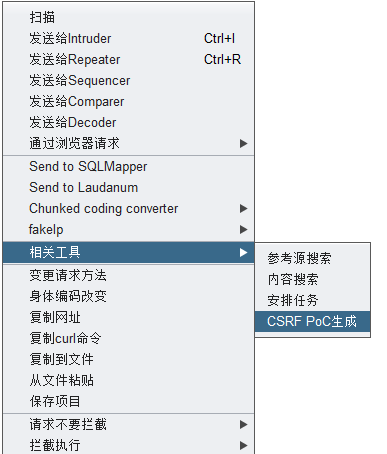 扫描
发送给Intruder Ctrl+I
发送给Repeater Ctrl+R
发送给Sequencer
发送给Comparer
发送给Decoder
通过浏览器请求
Send to SQLMapper
Send to Laudanum
Chunked coding converter
fakeIp
相关工具
参考源搜索
内容搜索
安排任务
CSRF PoC生成
变更请求方法
身体编码改变
复制网址
复制curl命令
复制到文件
从文件粘贴
保存项目
请求不要拦截
拦截执行